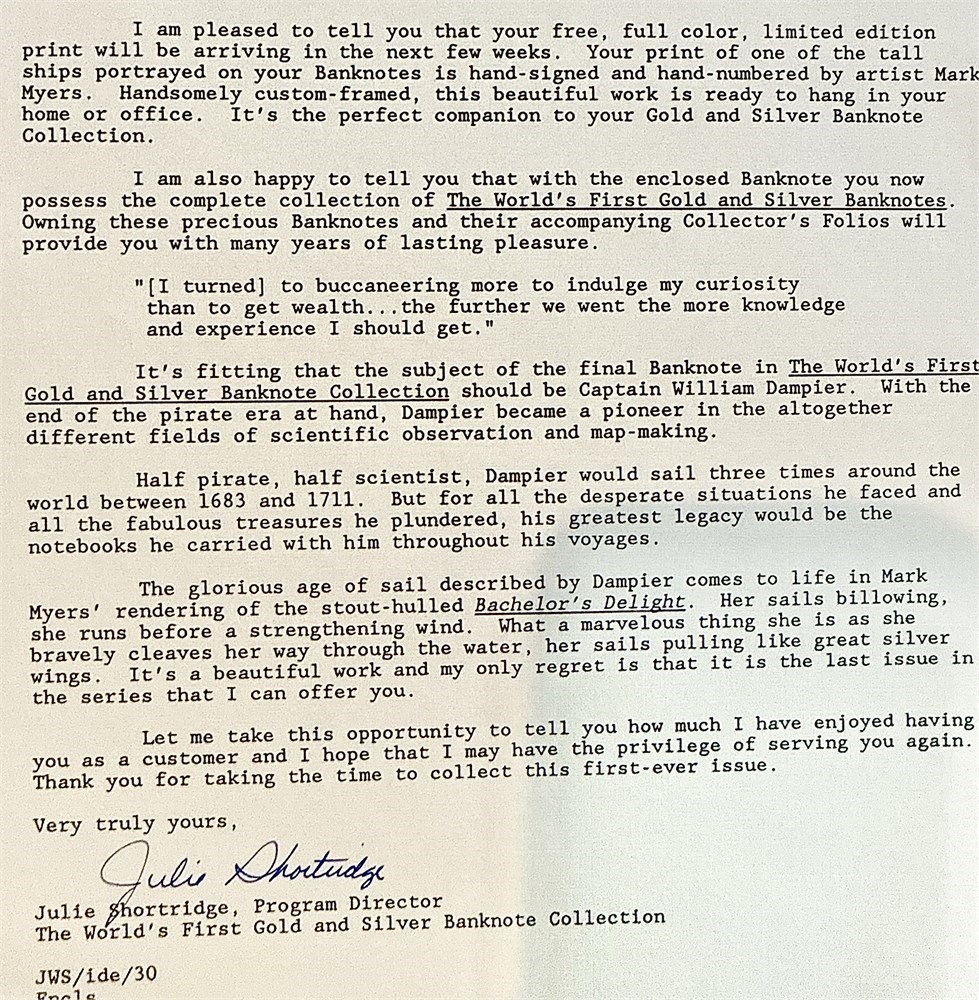 I am pleased to tell you that your free, full color, limited edition
print will be arriving in the next few weeks. Your print of one of the tall
ships portrayed on your Banknotes is hand-signed and hand-numbered by artist Mark
Myers. Handsomely custom-framed, this beautiful work is ready to hang in your
home or office. It's the perfect companion to your Gold and Silver Banknote
Collection.
I am also happy to tell you that with the enclosed Banknote you now
possess the complete collection of The World's First Gold and Silver Banknotes.
Owning these precious Banknotes and their accompanying Collector's Folios will
provide you with many years of lasting pleasure.
"[I turned] to buccaneering more to indulge my curiosity
than to get wealth...the further we went the more knowledge
and experience I should get."
It's fitting that the subject of the final Banknote in The World's First
Gold and Silver Banknote Collection should be Captain William Dampier. With the
end of the pirate era at hand, Dampier became a pioneer in the altogether
different fields of scientific observation and map-making.
Half pirate, half scientist, Dampier would sail three times around the
world between 1683 and 1711. But for all the desperate situations he faced and
all the fabulous treasures he plundered, his greatest legacy would be the
notebooks he carried with him throughout his voyages.
The glorious age of sail described by Dampier comes to life in Mark
Myers' rendering of the stout-hulled Bachelor's Delight. Her sails billowing,
she runs before a strengthening wind. What a marvelous thing she is as she
bravely cleaves her way through the water, her sails pulling like great silver
wings. It's a beautiful work and my only regret is that it is the last issue in
the series that I can offer you.
Let me take this opportunity to tell you how much I have enjoyed having
you as a customer and I hope that I may have the privilege of serving you again.
Thank you for taking the time to collect this first-ever issue.
Very truly yours,
Julie Shortridge
Julie Shortridge, Program Director
The World's First Gold and Silver Banknote Collection
JWS/ide/30
Encls